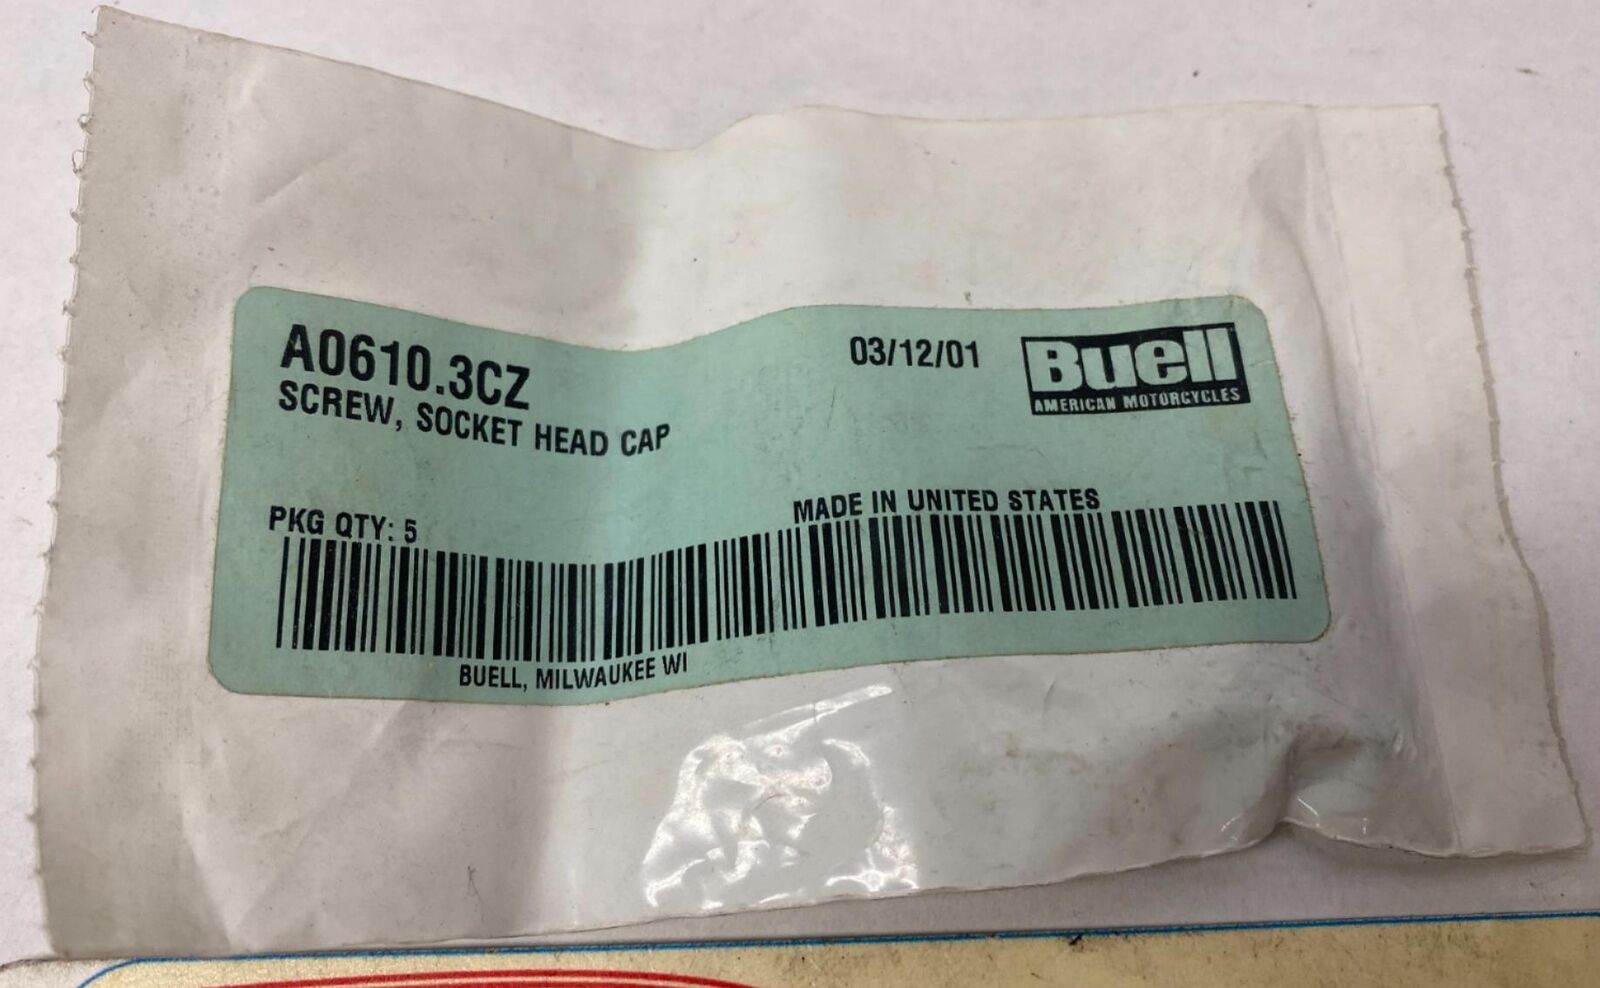 A0610.3CZ
SCREW, SOCKET HEAD CAP
03/12/01
Buell
AMERICAN MOTORCYCLES
PKG QTY: 5
MADE IN UNITED STATES
BUELL, MILWAUKEE WI